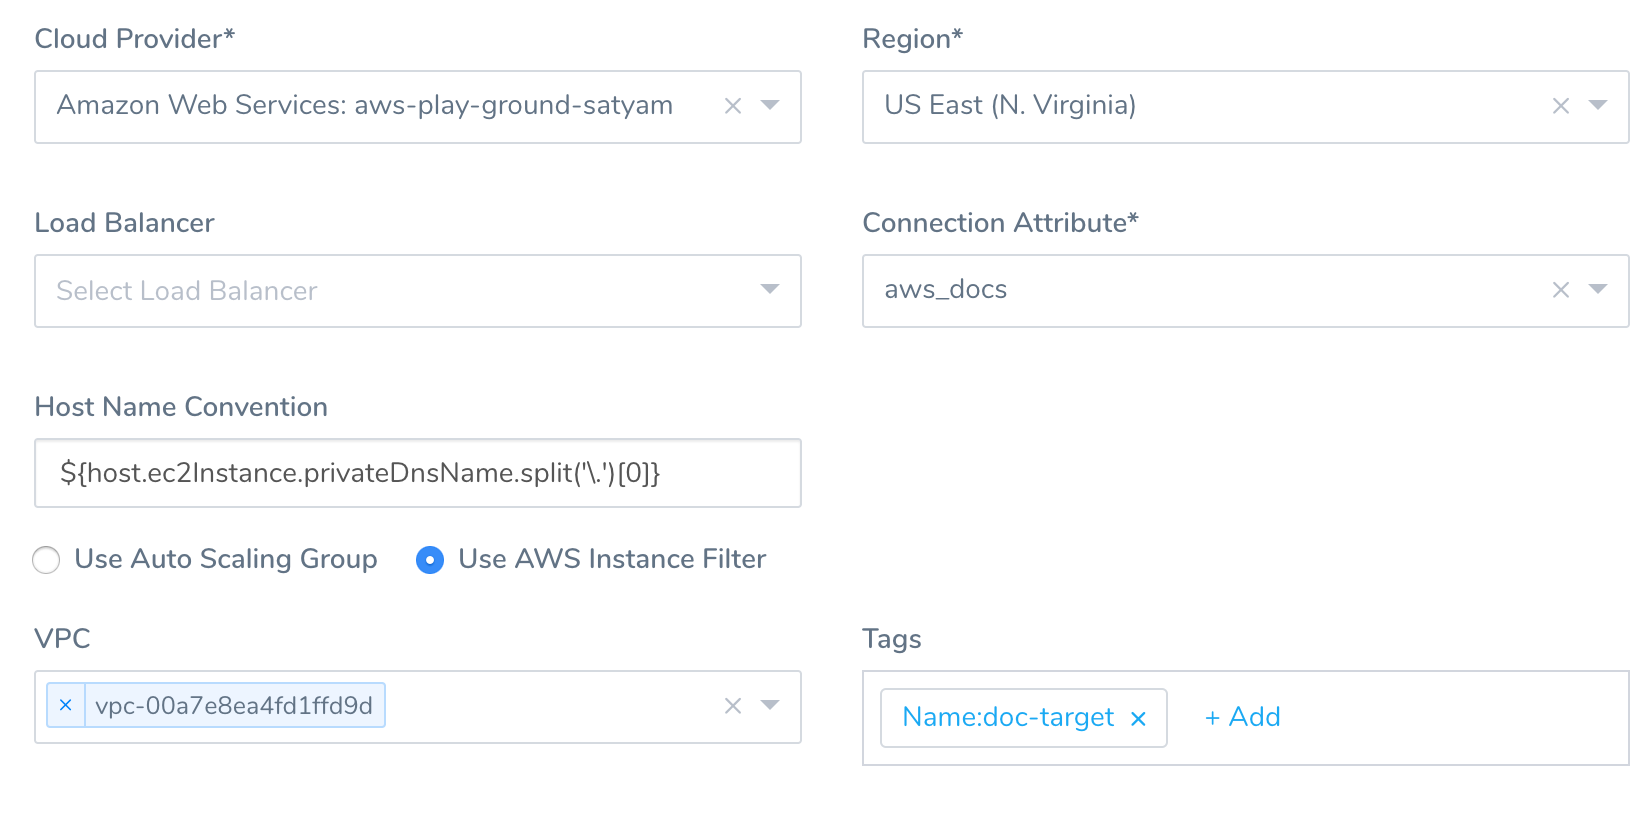 Cloud Provider*
Region*
Amazon Web Services: aws-play-ground-satyam
US East (N. Virginia)
Load Balancer
Connection Attribute*
Select Load Balancer
aws_docs
Host Name Convention
${host.ec2Instance.privateDnsName.split('\.')[0]}
Use Auto Scaling Group
Use AWS Instance Filter
VPC
Tags
vpc-00a7e8ea4fd1ffd9d
Name:doc-target
+ Add